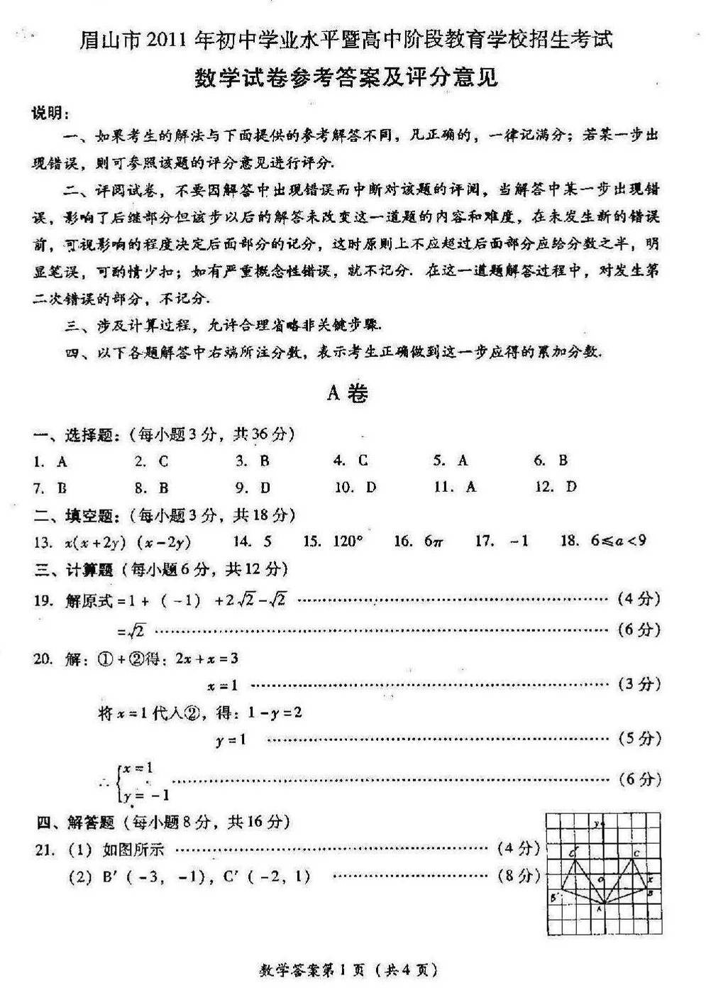 眉山市 2011 年初中学业水平暨高中阶段教育学校招生考试
数学试卷参考答案及评分意见
说明：
一、如果考生的解法与下面提供的参考解答不同，凡正确的，一律记满分；若某一步出
现错误，则可参照该题的评分意见进行评分.
二、评阅试卷，不要因解答中出现错误而中断对该题的评阅，当解答中某一步出现错
误，影响了后继部分但该步以后的解答未改变这一道题的内容和难度，在未发生新的错误
前，可视影响的程度决定后面部分的记分，这时原则上不应超过后面部分应给分数之半，明
显笔误，可酌情少扣；如有严重概念性错误，就不记分. 在这一道题解答过程中，对发生第
二次错误的部分，不记分.
三、涉及计算过程，允许合理省略非关键步骤.
四、以下各题解答中右端所注分数，表示考生正确做到这一步应得的累加分数.
A 卷
一、选择题：（每小题 3 分，共 36 分）
1. A 2. C 3. B 4. C 5. A 6. B
7. B 8. B 9. D 10. D 11. A 12. D
二、填空题：（每小题 3 分，共 18 分）
13. x(x+2y) (x-2y) 14. 5 15. 120° 16. 6π 17. -1 18. 6≤a<9
三、计算题（每小题 6 分，共 12 分）
19. 解原式 =1+（-1）+2√2-√2 ………………………………………（4 分）
=√2 ………………………………………（6 分）
20. 解：①+②得：2x+x=3
x=1 ………………………………………（3 分）
将 x=1 代入②，得：1-y=2
y=1 ………………………………………（5 分）
∴ {x=1 y=-1 ………………………………………（6 分）
四、解答题（每小题 8 分，共 16 分）
21.（1）如图所示 ………………………………………（4 分）
（2）B′（-3，-1），C′（-2，1） ………………………（8 分）
y
C′ C
O x
B′ B
A
数学答案第 1 页（共 4 页）